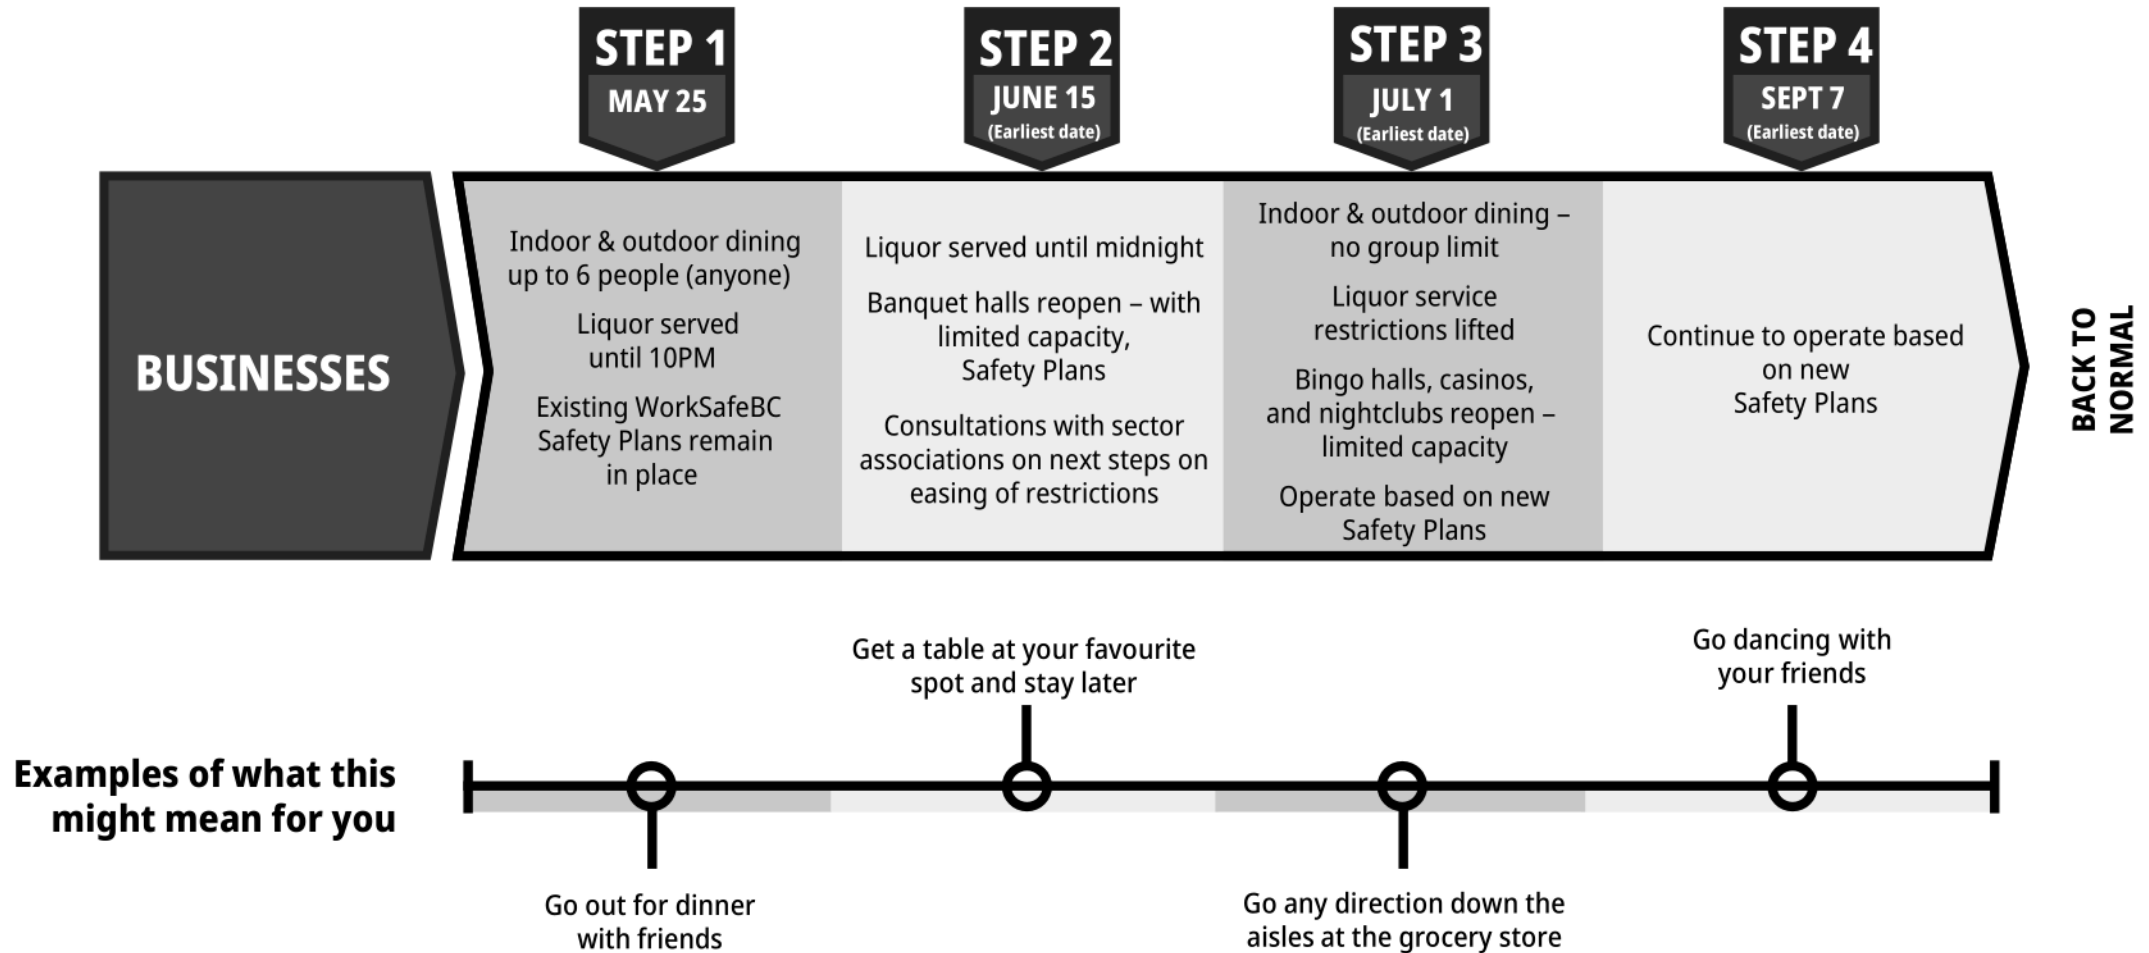 STEP 1
MAY 25
STEP 2
JUNE 15
(Earliest date)
STEP 3
JULY 1
(Earliest date)
STEP 4
SEPT 7
(Earliest date)
BUSINESSES
Indoor & outdoor dining
up to 6 people (anyone)
Liquor served
until 10PM
Existing WorkSafeBC
Safety Plans remain
in place
Liquor served until midnight
Banquet halls reopen – with
limited capacity,
Safety Plans
Consultations with sector
associations on next steps on
easing of restrictions
Indoor & outdoor dining –
no group limit
Liquor service
restrictions lifted
Bingo halls, casinos,
and nightclubs reopen –
limited capacity
Operate based on new
Safety Plans
Continue to operate based
on new
Safety Plans
BACK TO
NORMAL
Examples of what this
might mean for you
Go out for dinner
with friends
Get a table at your favourite
spot and stay later
Go any direction down the
aisles at the grocery store
Go dancing with
your friends